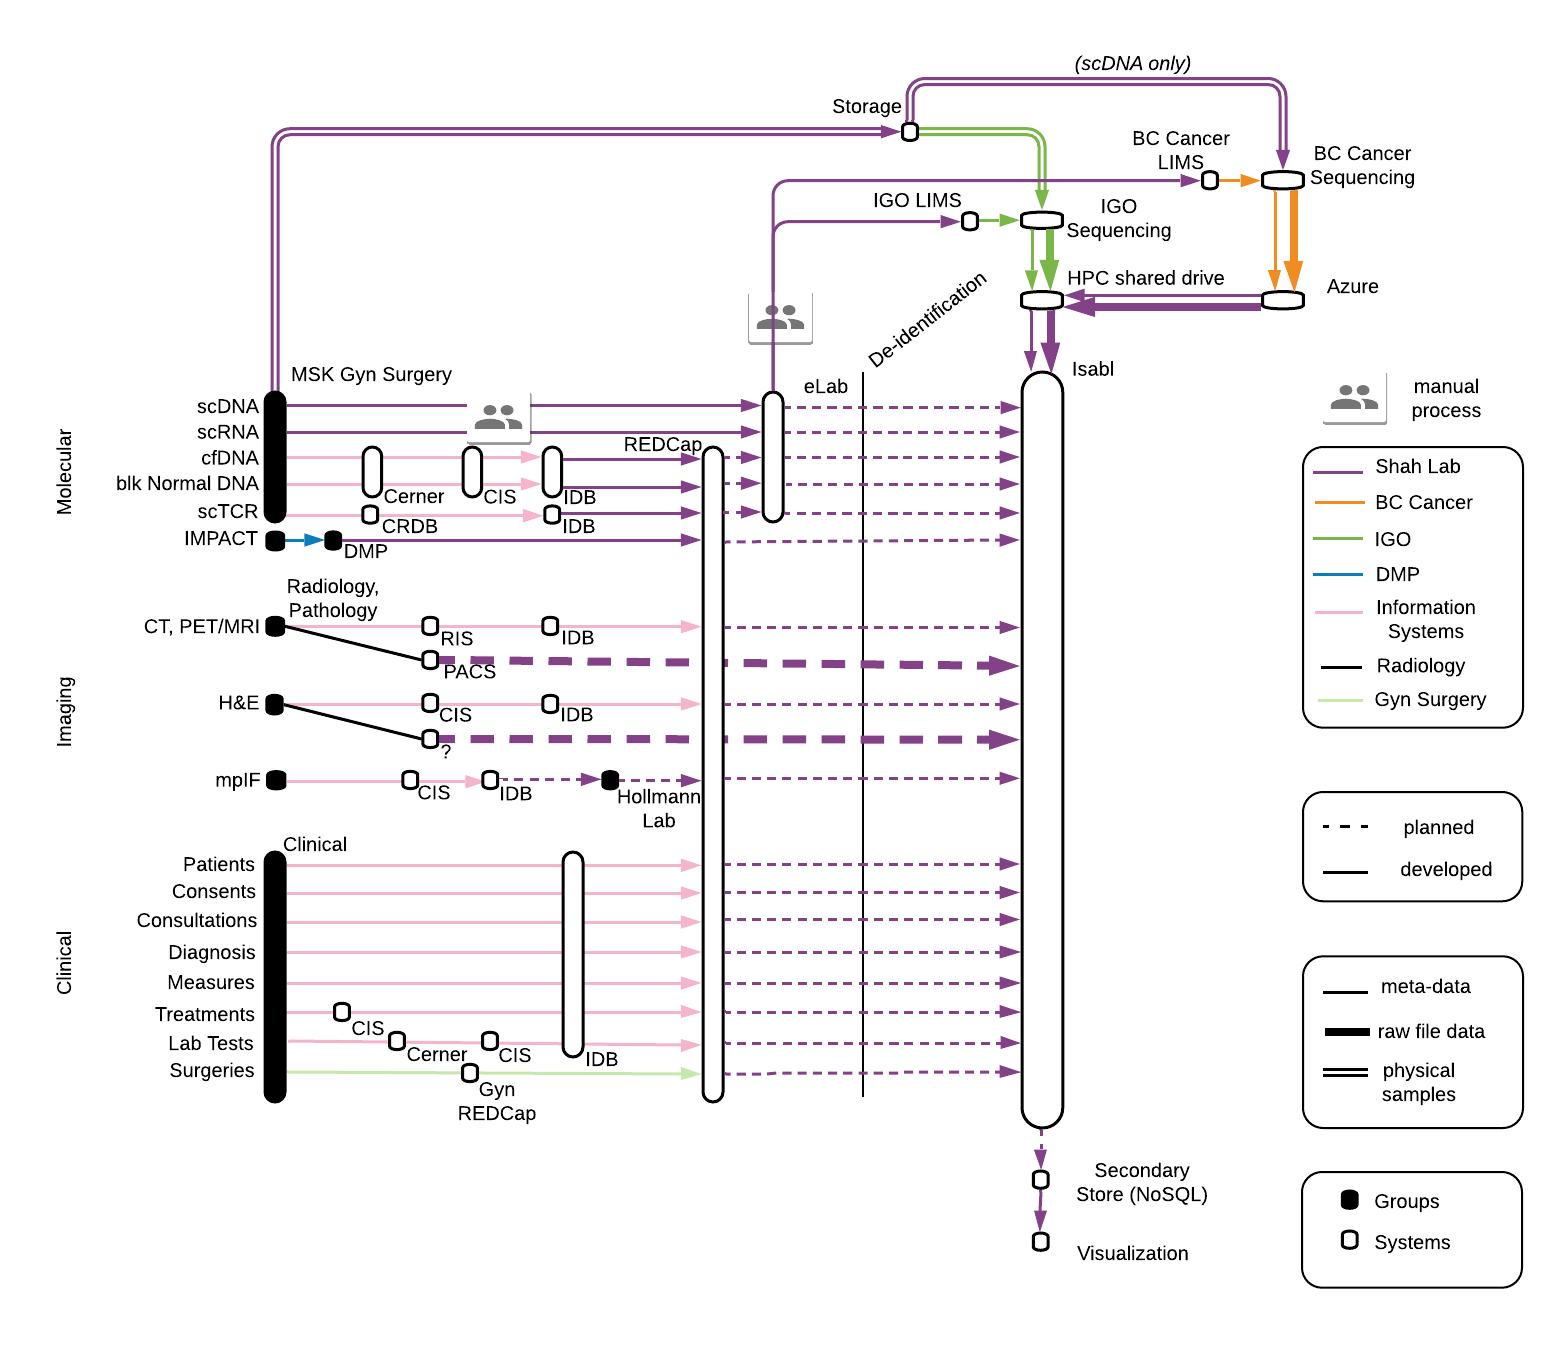 (scDNA only)
Storage
BC Cancer
LIMS
BC Cancer
Sequencing
IGO LIMS
IGO
Sequencing
HPC shared drive
Azure
De-identification
MSK Gyn Surgery
eLab
Isabl
manual
process
Molecular
scDNA
scRNA
cfDNA
blk Normal DNA
scTCR
IMPACT
REDCap
Cerner
CIS
IDB
CRDB
IDB
DMP
Imaging
Radiology,
Pathology
CT, PET/MRI
RIS
IDB
PACS
H&E
CIS
IDB
?
mpIF
CIS
IDB
Hollmann
Lab
Clinical
Clinical
Patients
Consents
Consultations
Diagnosis
Measures
Treatments
Lab Tests
Surgeries
CIS
Cerner
CIS
IDB
Gyn
REDCap
Secondary
Store (NoSQL)
Visualization
Shah Lab
BC Cancer
IGO
DMP
Information
Systems
Radiology
Gyn Surgery
planned
developed
meta-data
raw file data
physical
samples
Groups
Systems